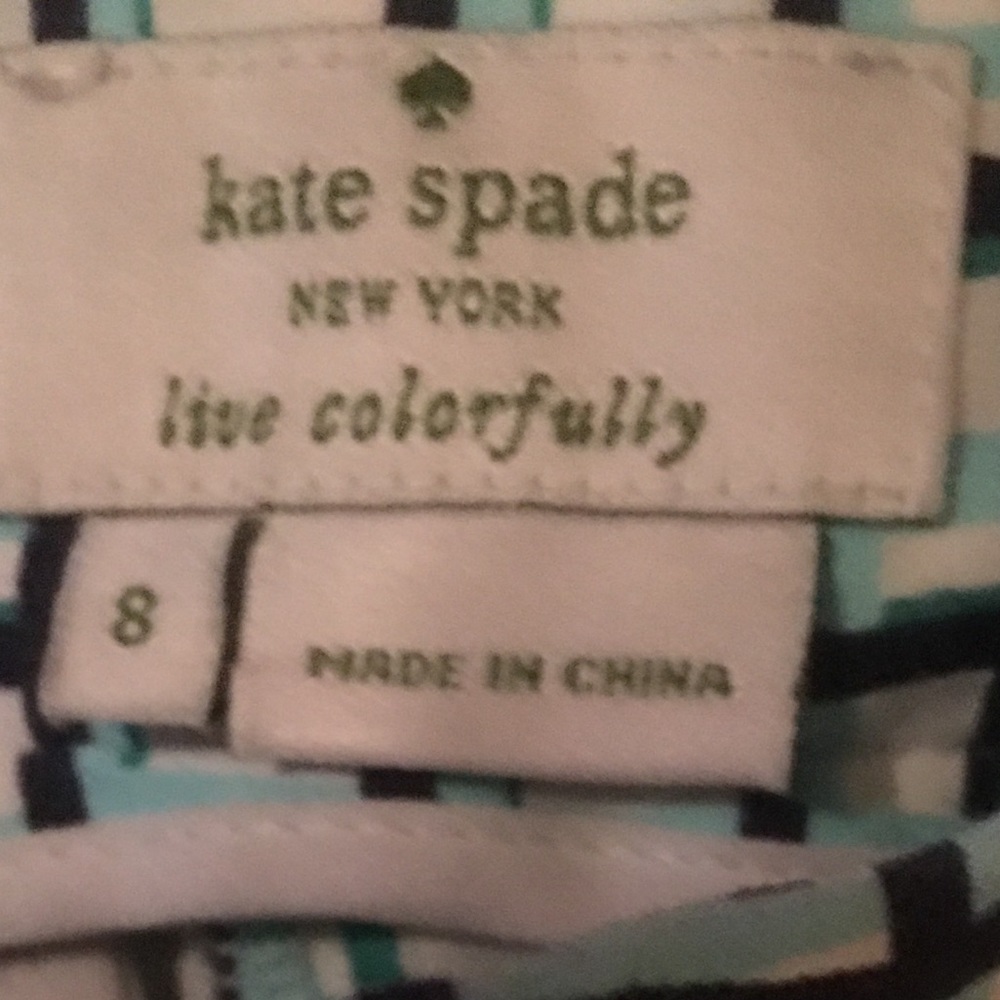 kate spade
NEW YORK
live colorfully
8
MADE IN CHINA